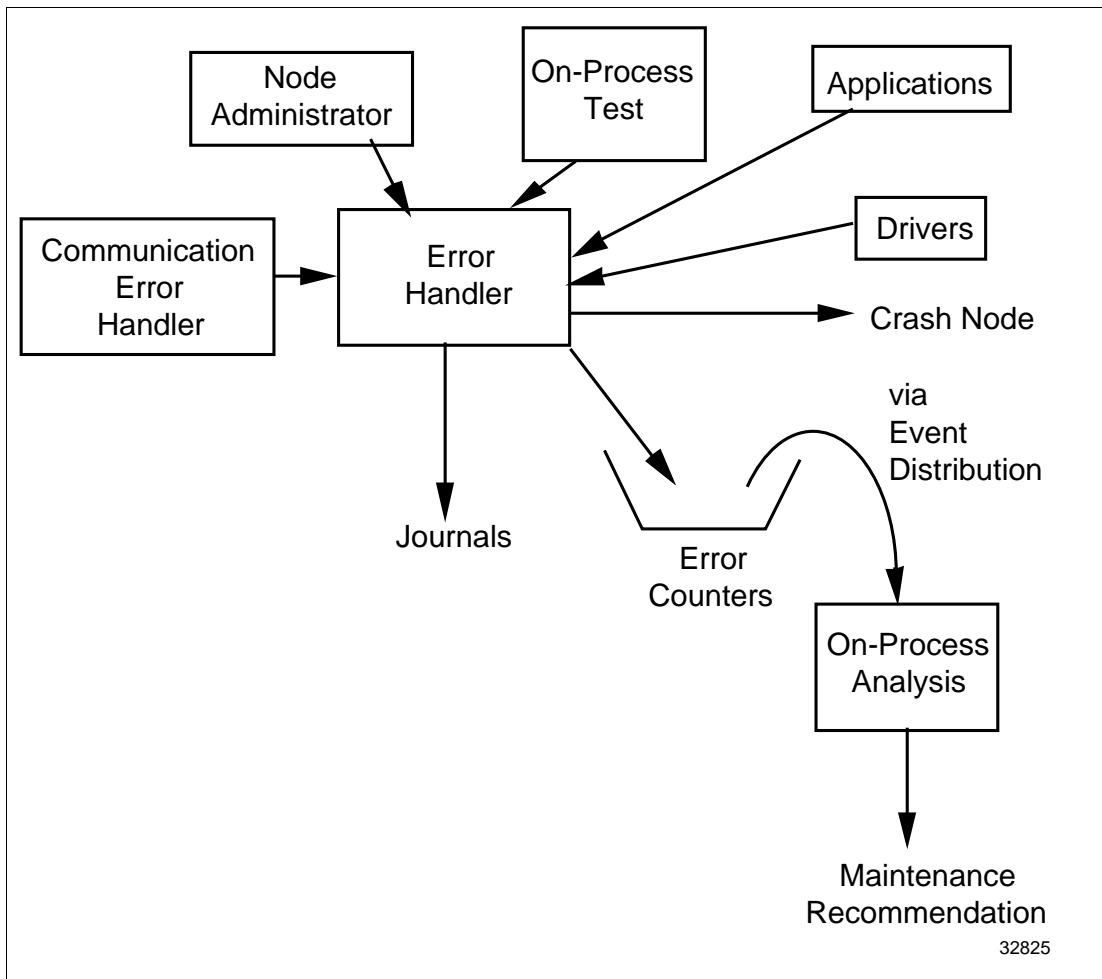 Node
Administrator
On-Process
Test
Applications
Communication
Error
Handler
Error
Handler
Drivers
Crash Node
via
Event
Distribution
Journals
Error
Counters
On-Process
Analysis
Maintenance
Recommendation
32825